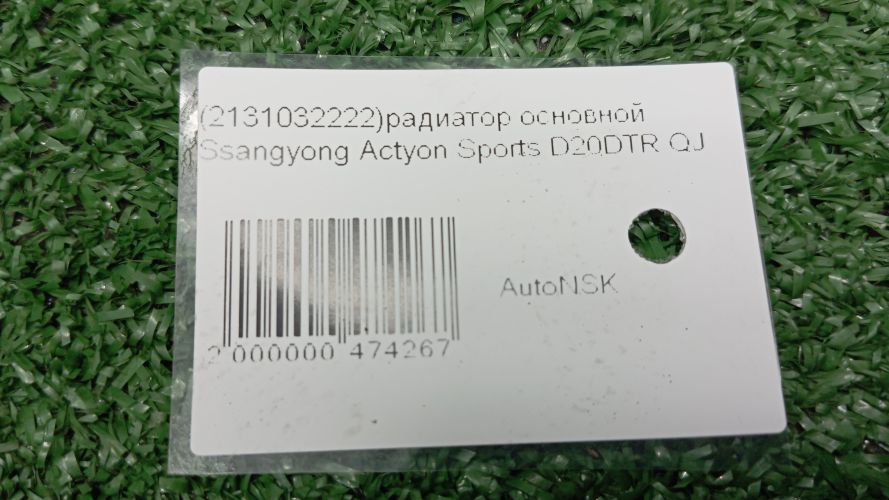 (2131032222)радиатор основной
Ssangyong Actyon Sports D20DTR QJ
AutoNSK
2 000000 474267